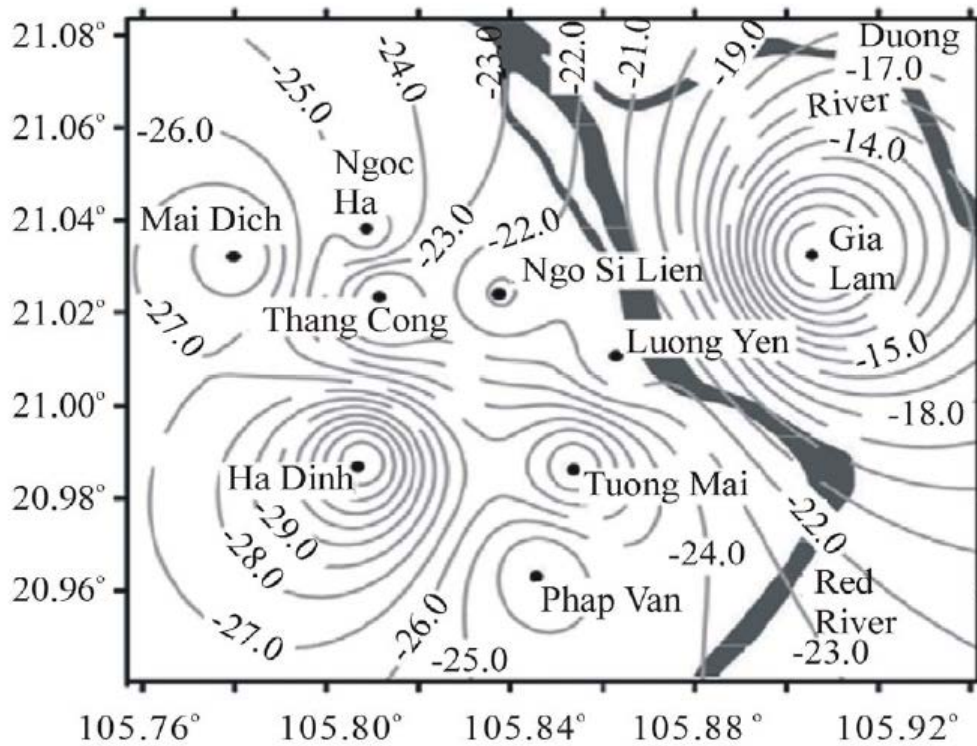 21.08°
21.06°
21.04°
21.02°
21.00°
20.98°
20.96°
105.76°
105.80°
105.84°
105.88°
105.92°
-26.0
-25.0
-24.0
-23.0
-22.0
-21.0
-19.0
Duong
-17.0
River
-14.0
Ngoc
Ha
Mai Dich
-23.0
-22.0
Gia
Lam
Ngo Si Lien
Thang Cong
-27.0
Luong Yen
-15.0
-18.0
Ha Dinh
Tuong Mai
-29.0
-28.0
-27.0
-22.0
-24.0
Phap Van
Red
River
-26.0
-25.0
-23.0